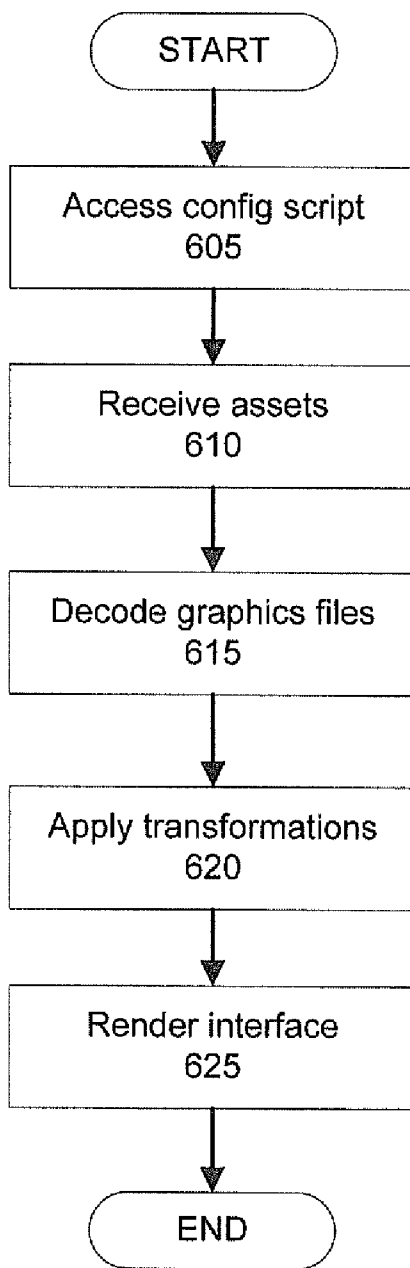 START
Access config script
605
Receive assets
610
Decode graphics files
615
Apply transformations
620
Render interface
625
END